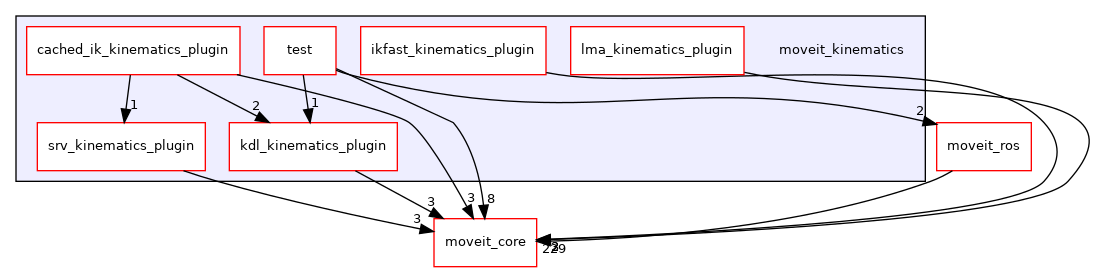 cached_ik_kinematics_plugin
test
ikfast_kinematics_plugin
lma_kinematics_plugin
moveit_kinematics
1
2
1
2
srv_kinematics_plugin
kdl_kinematics_plugin
moveit_ros
3
3
3
8
moveit_core